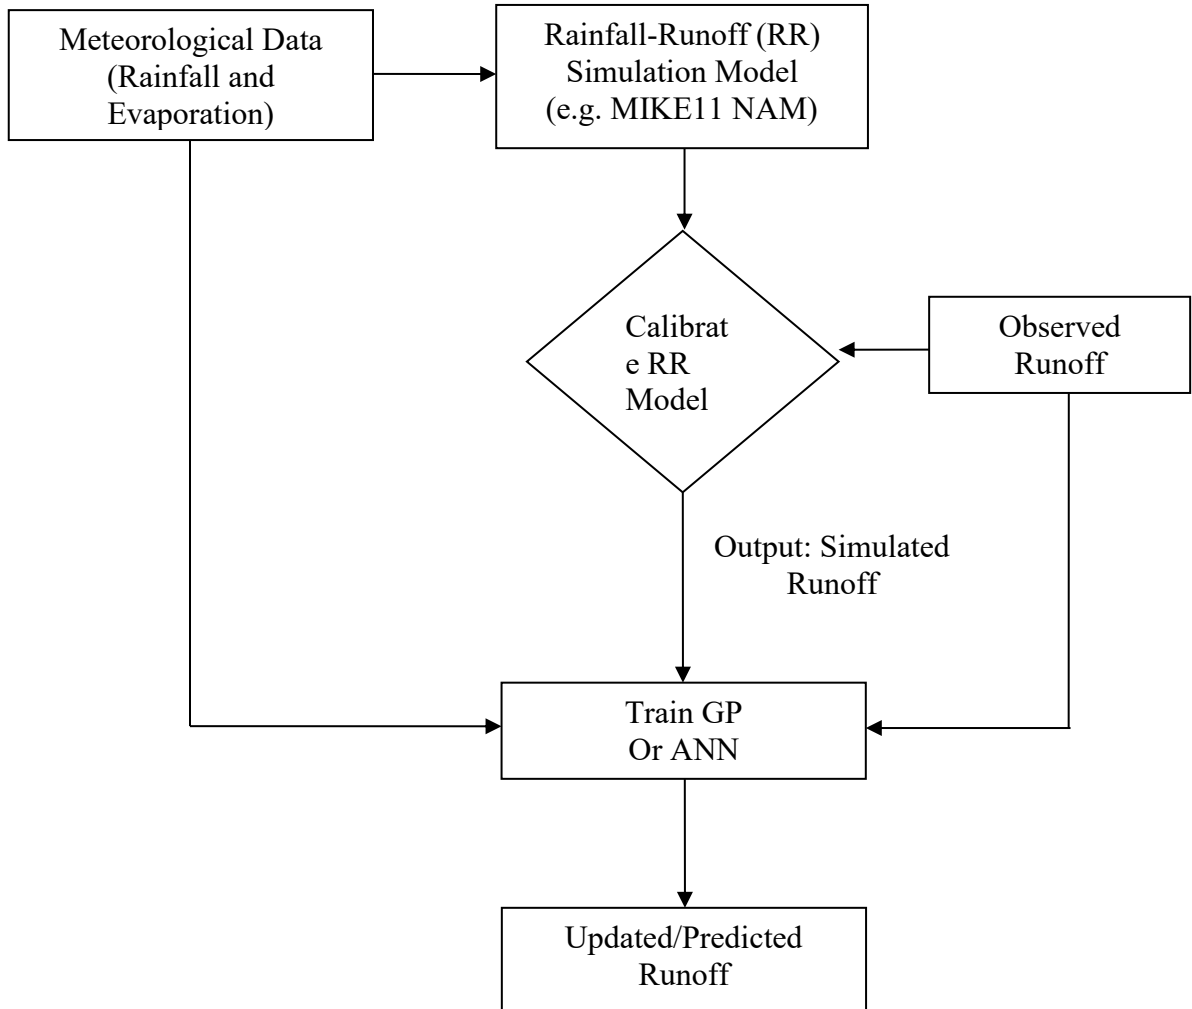 Meteorological Data
(Rainfall and
Evaporation)
Rainfall-Runoff (RR)
Simulation Model
(e.g. MIKE11 NAM)
Calibrat
e RR
Model
Observed
Runoff
Output: Simulated
Runoff
Train GP
Or ANN
Updated/Predicted
Runoff